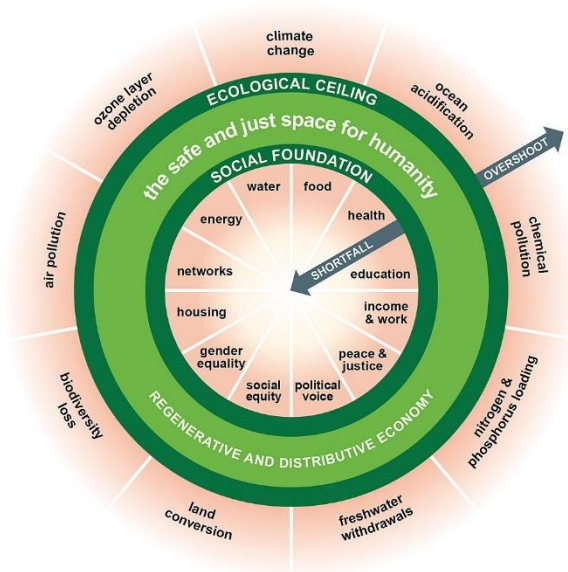 climate
change
ocean
acidification
chemical
pollution
nitrogen &
phosphorus loading
freshwater
withdrawals
land
conversion
biodiversity
loss
air pollution
ozone layer
depletion
ECOLOGICAL CEILING
the safe and just space for humanity
SOCIAL FOUNDATION
OVERSHOOT
SHORTFALL
water
food
health
education
income
& work
peace &
justice
political
voice
social
equity
gender
equality
housing
networks
energy
REGENERATIVE AND DISTRIBUTIVE ECONOMY